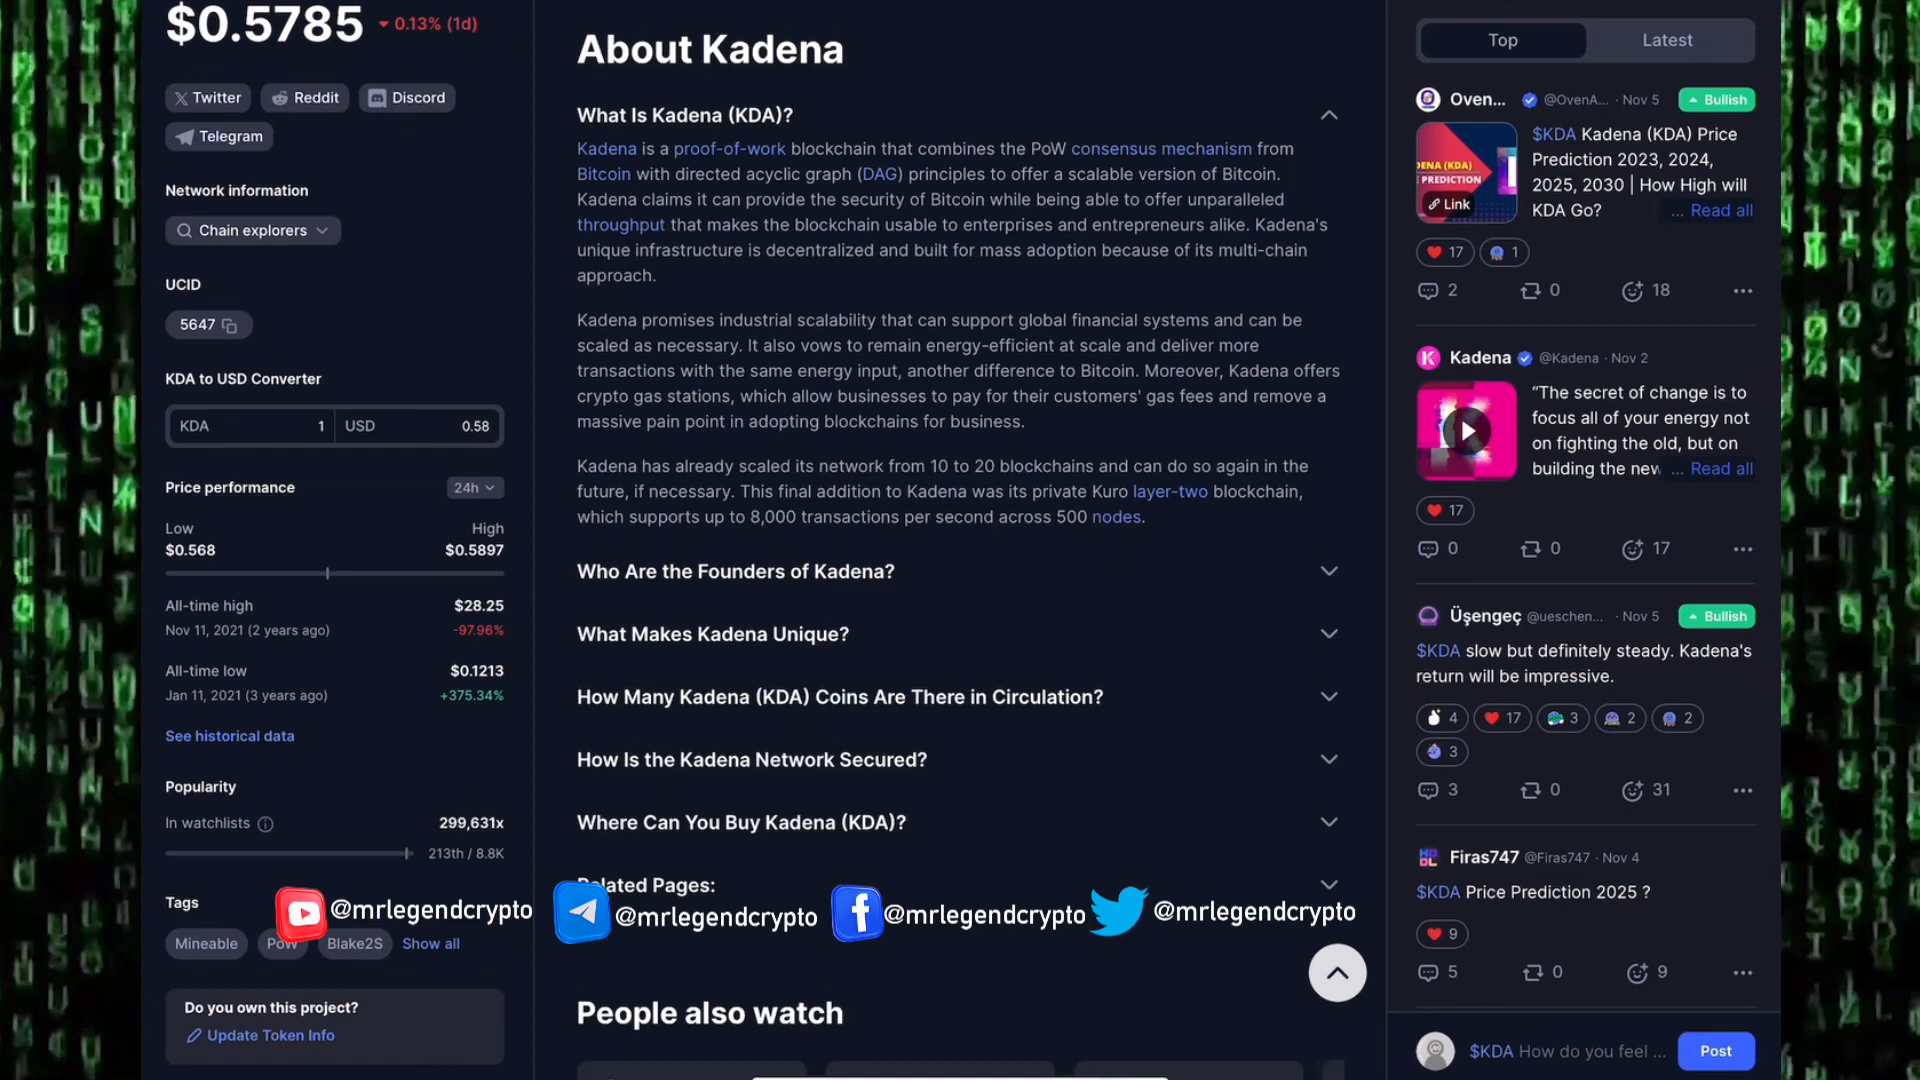 $0.5785 0.13% (1d)
Twitter Reddit Discord
Telegram
Network information
Chain explorers
UCID
5647
KDA to USD Converter
KDA 1 USD 0.58
Price performance 24h
Low High
$0.568 $0.5897
All-time high $28.25
Nov 11, 2021 (2 years ago) -97.96%
All-time low $0.1213
Jan 11, 2021 (3 years ago) +375.34%
See historical data
Popularity
In watchlists 299,631x
213th / 8.8K
Tags
Mineable PoW Blake2S Show all
Do you own this project?
Update Token Info
About Kadena
What Is Kadena (KDA)?
Kadena is a proof-of-work blockchain that combines the PoW consensus mechanism from
Bitcoin with directed acyclic graph (DAG) principles to offer a scalable version of Bitcoin.
Kadena claims it can provide the security of Bitcoin while being able to offer unparalleled
throughput that makes the blockchain usable to enterprises and entrepreneurs alike. Kadena's
unique infrastructure is decentralized and built for mass adoption because of its multi-chain
approach.
Kadena promises industrial scalability that can support global financial systems and can be
scaled as necessary. It also vows to remain energy-efficient at scale and deliver more
transactions with the same energy input, another difference to Bitcoin. Moreover, Kadena offers
crypto gas stations, which allow businesses to pay for their customers' gas fees and remove a
massive pain point in adopting blockchains for business.
Kadena has already scaled its network from 10 to 20 blockchains and can do so again in the
future, if necessary. This final addition to Kadena was its private Kuro layer-two blockchain,
which supports up to 8,000 transactions per second across 500 nodes.
Who Are the Founders of Kadena?
What Makes Kadena Unique?
How Many Kadena (KDA) Coins Are There in Circulation?
How Is the Kadena Network Secured?
Where Can You Buy Kadena (KDA)?
Related Pages:
@mrlegendcrypto @mrlegendcrypto @mrlegendcrypto @mrlegendcrypto
People also watch
Top Latest
Oven... @OvenA... · Nov 5 Bullish
$KDA Kadena (KDA) Price
Prediction 2023, 2024,
2025, 2030 | How High will
KDA Go? ... Read all
DENA (KDA)
PREDICTION
Link
17 1
2 0 18
Kadena @Kadena · Nov 2
“The secret of change is to
focus all of your energy not
on fighting the old, but on
building the new ... Read all
17
0 0 17
Üşengeç @ueschen... · Nov 5 Bullish
$KDA slow but definitely steady. Kadena's
return will be impressive.
4 17 3 2 2
3
3 0 31
Firas747 @Firas747 · Nov 4
$KDA Price Prediction 2025 ?
9
5 0 9
$KDA How do you feel ... Post